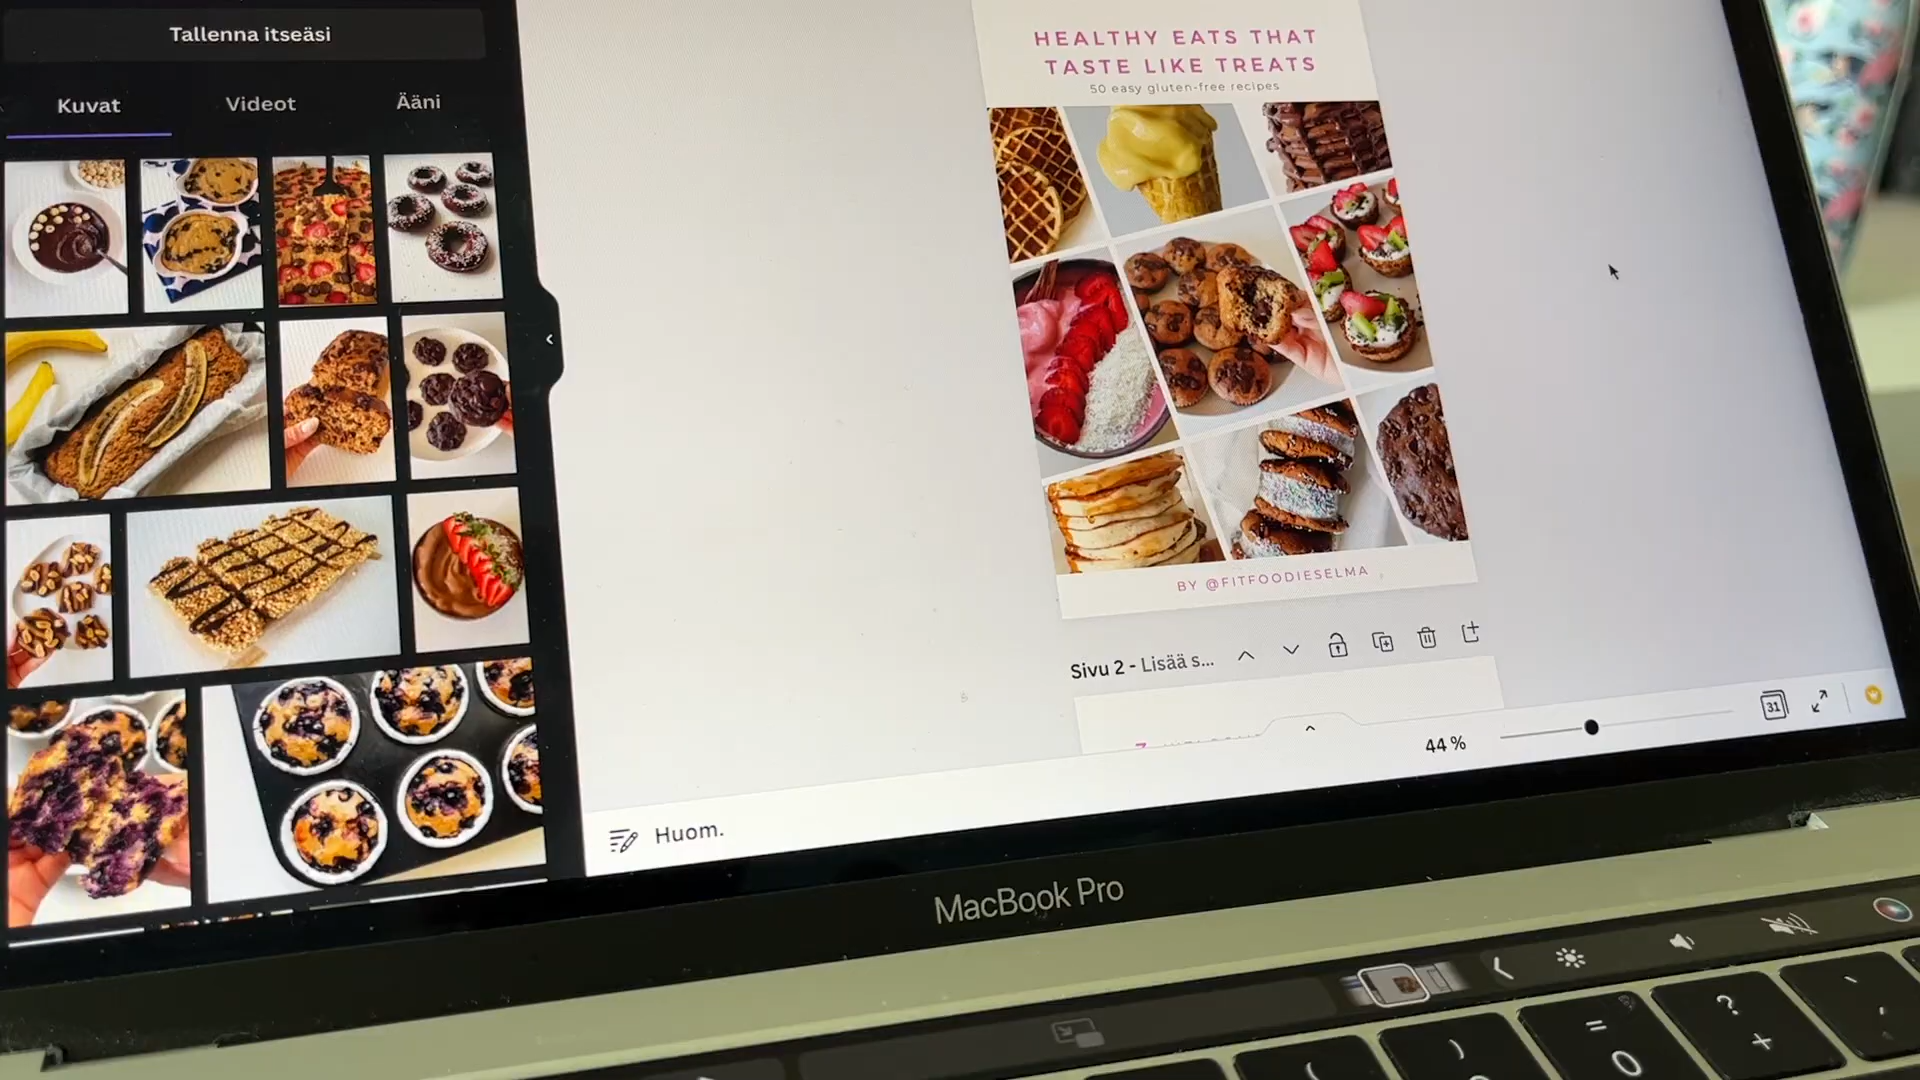 Tallenna itseäsi
Kuvat
Videot
Ääni
HEALTHY EATS THAT
TASTE LIKE TREATS
50 easy gluten-free recipes
BY @FITFOODIESELMA
Sivu 2 - Lisää s...
31
44 %
Huom.
MacBook Pro
=
0
?
+
)
(